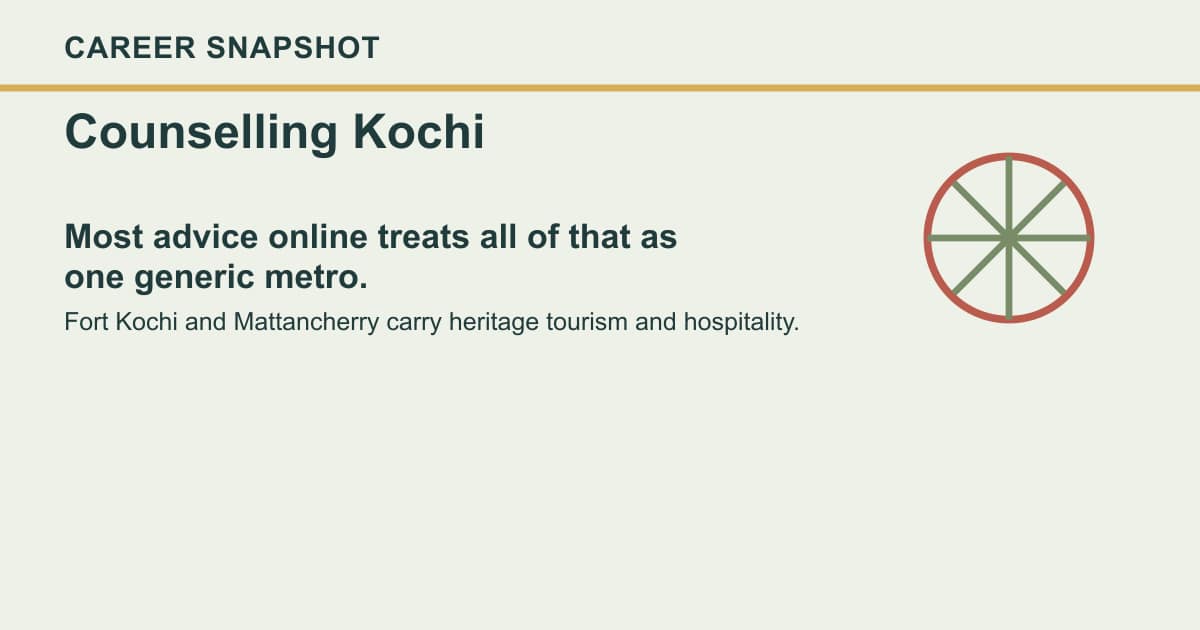 CAREER SNAPSHOT
Counselling Kochi
Most advice online treats all of that as
one generic metro.
Fort Kochi and Mattancherry carry heritage tourism and hospitality.